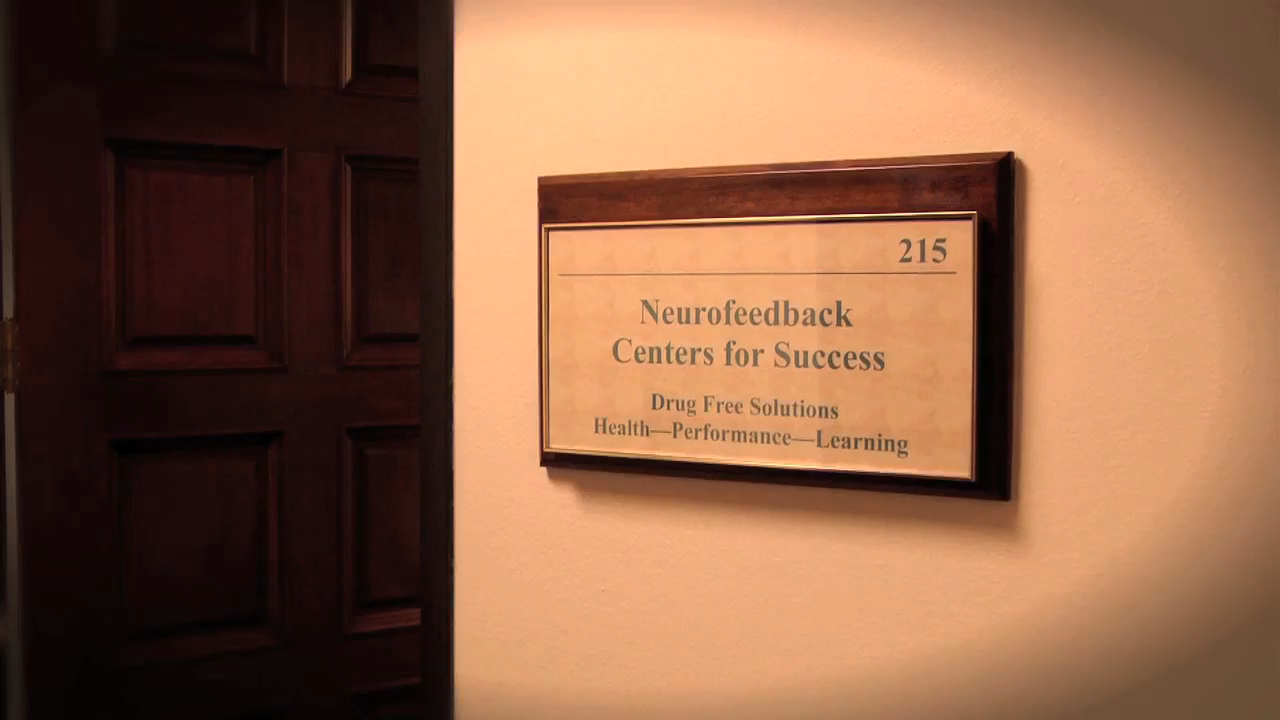 215
Neurofeedback
Centers for Success
Drug Free Solutions
Health—Performance—Learning